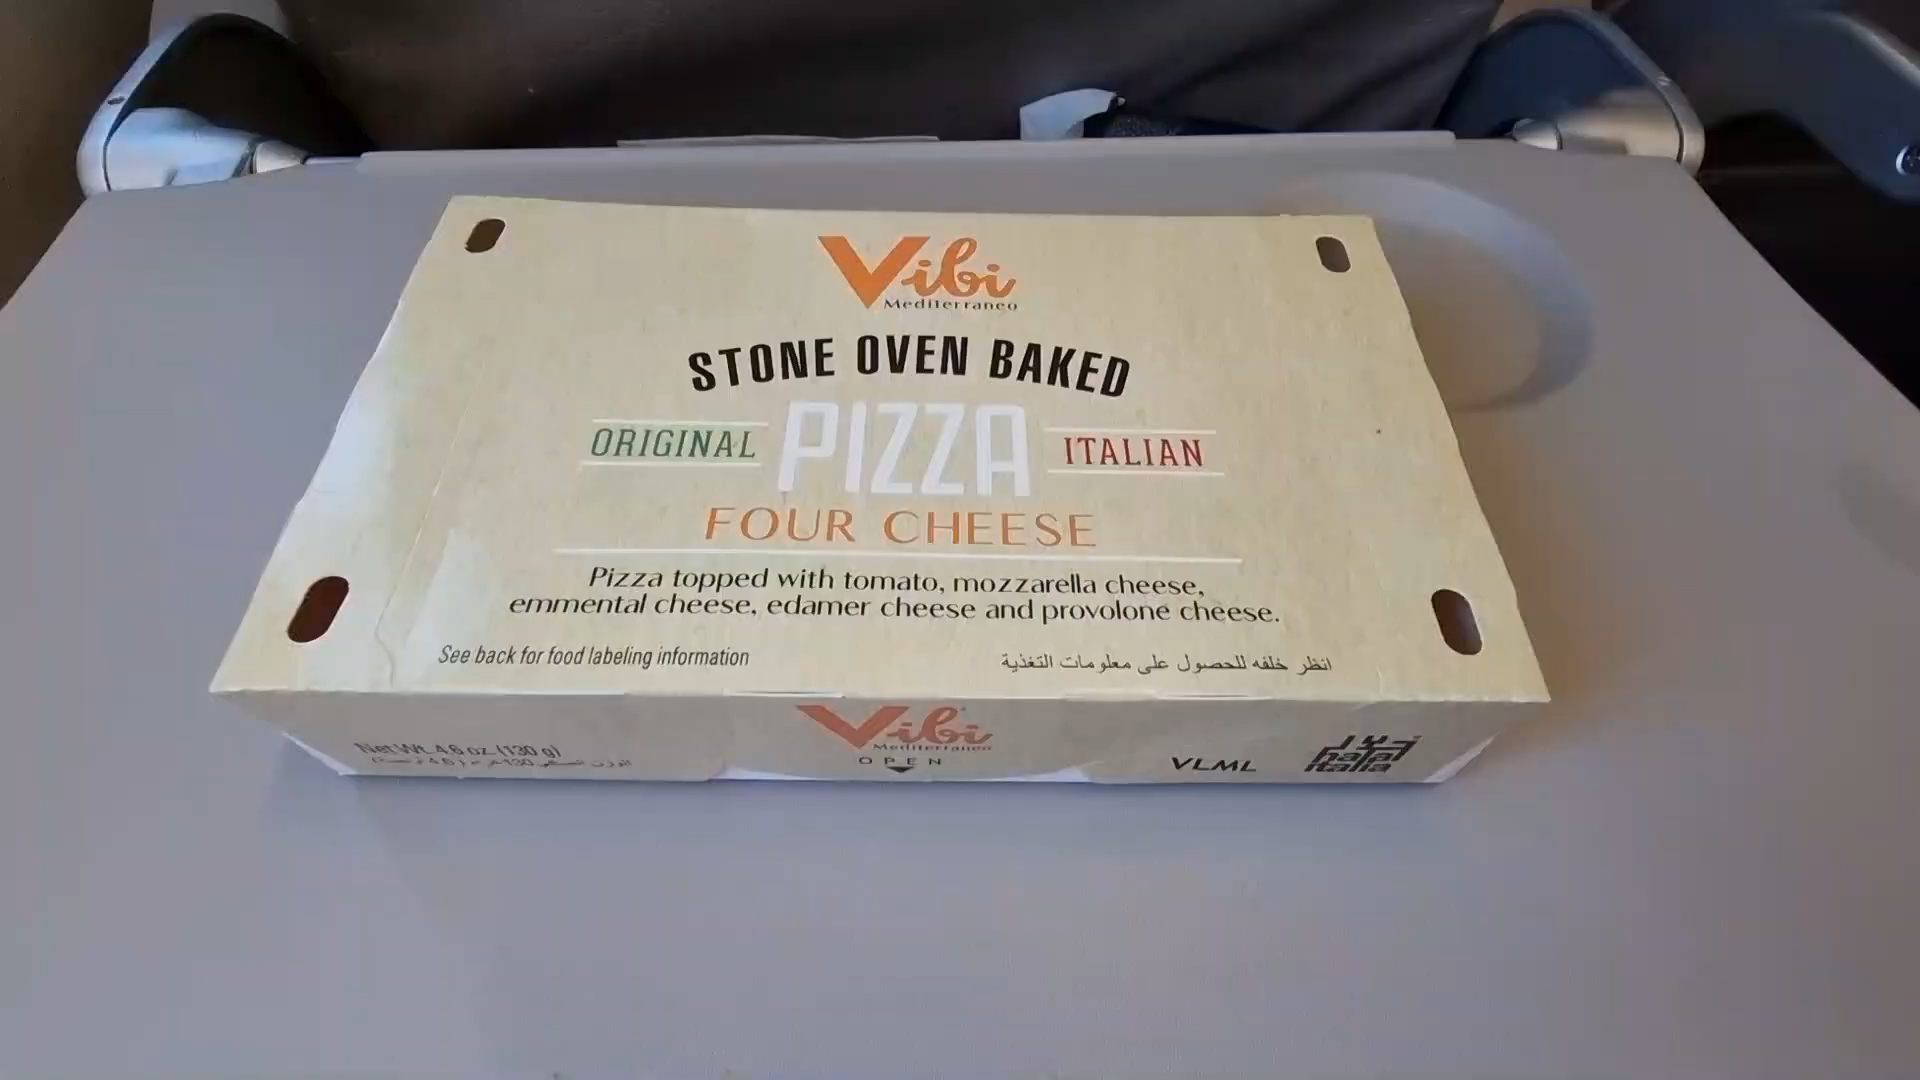 Vibi
Mediterraneo
STONE OVEN BAKED
ORIGINAL PIZZA ITALIAN
FOUR CHEESE
Pizza topped with tomato, mozzarella cheese,
emmental cheese, edamer cheese and provolone cheese.
See back for food labeling information
انظر خلفه للحصول على معلومات التغذية
Vibi
Mediterraneo
OPEN
Net Wt. 4.6 oz. (130 g)
VLML
halal
italia